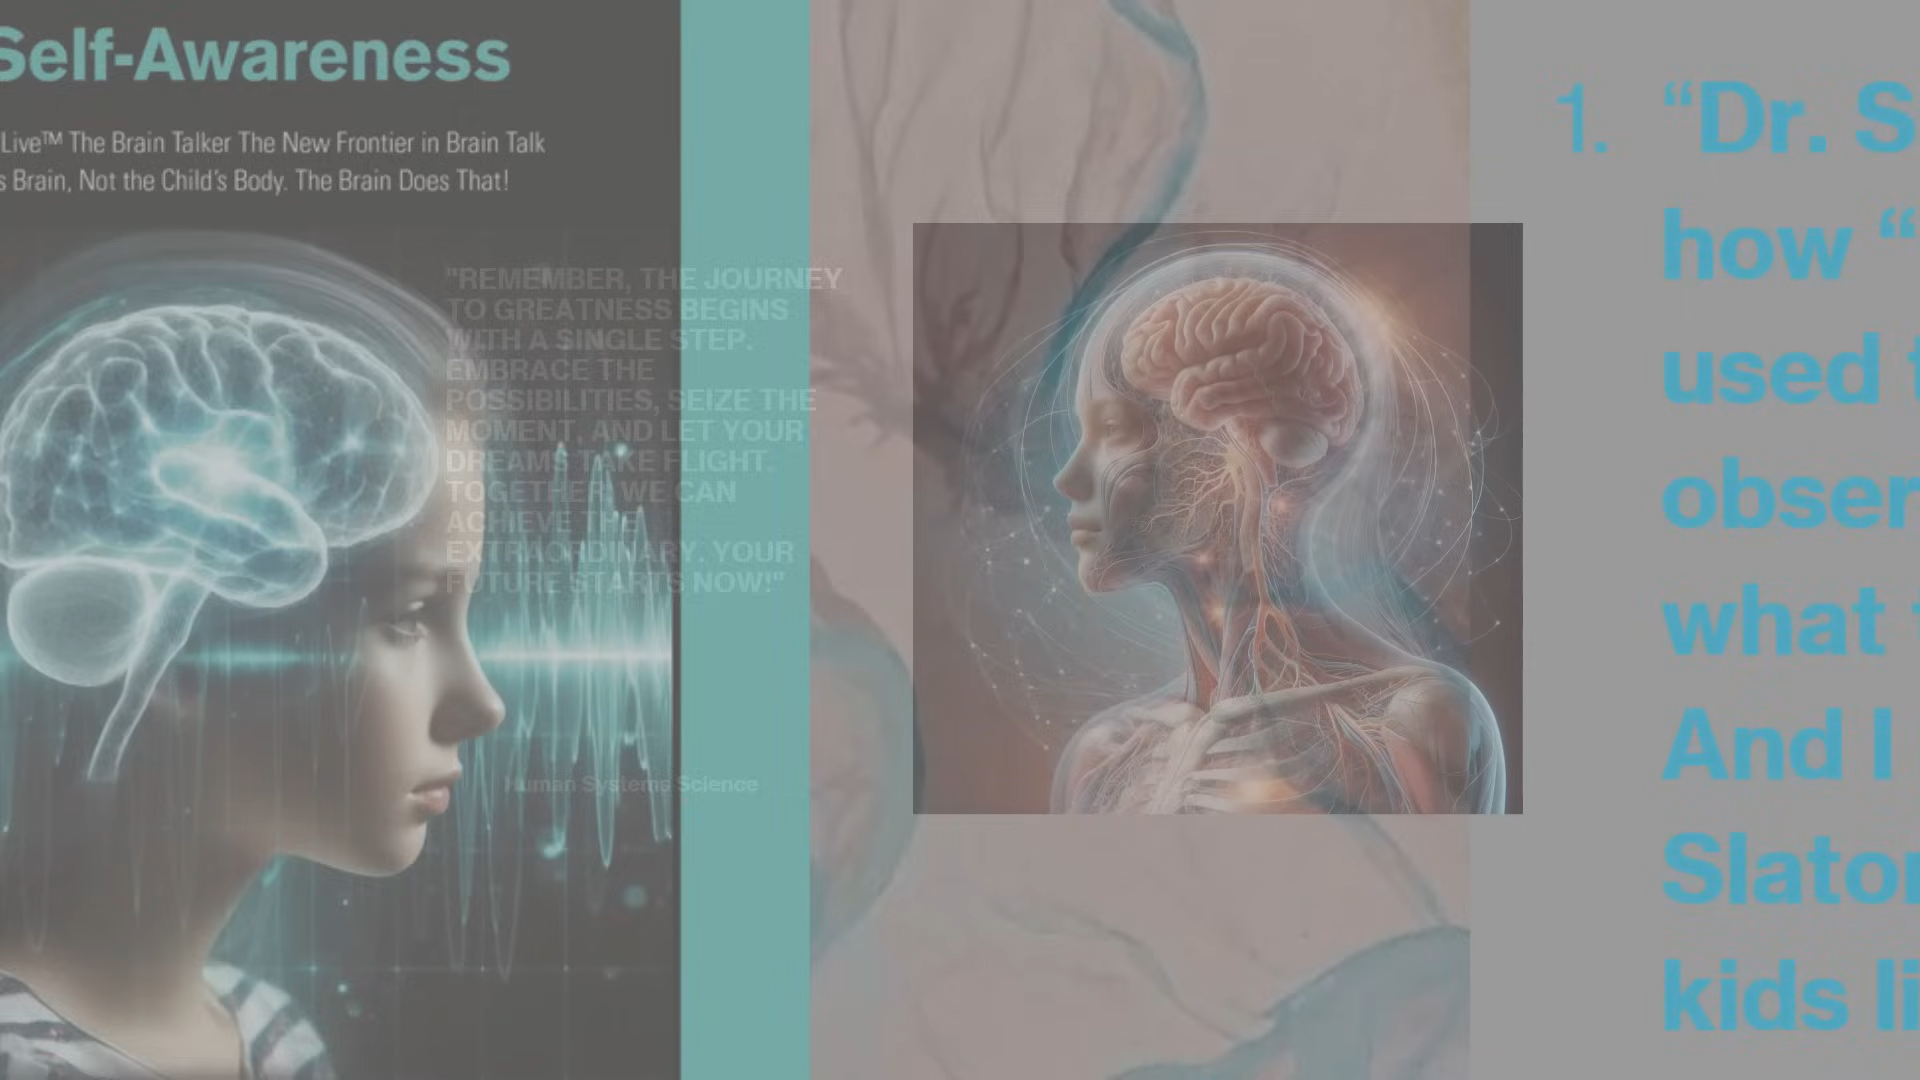 Self-Awareness
Live™ The Brain Talker The New Frontier in Brain Talk
s Brain, Not the Child's Body. The Brain Does That!
"REMEMBER, THE JOURNEY
TO GREATNESS BEGINS
WITH A SINGLE STEP.
EMBRACE THE
POSSIBILITIES, SEIZE THE
MOMENT, AND LET YOUR
DREAMS TAKE FLIGHT.
TOGETHER, WE CAN
ACHIEVE THE
EXTRAORDINARY. YOUR
FUTURE STARTS NOW!"
Human Systems Science
1. “Dr. S
how “
used t
obser
what t
And I
Slator
kids li